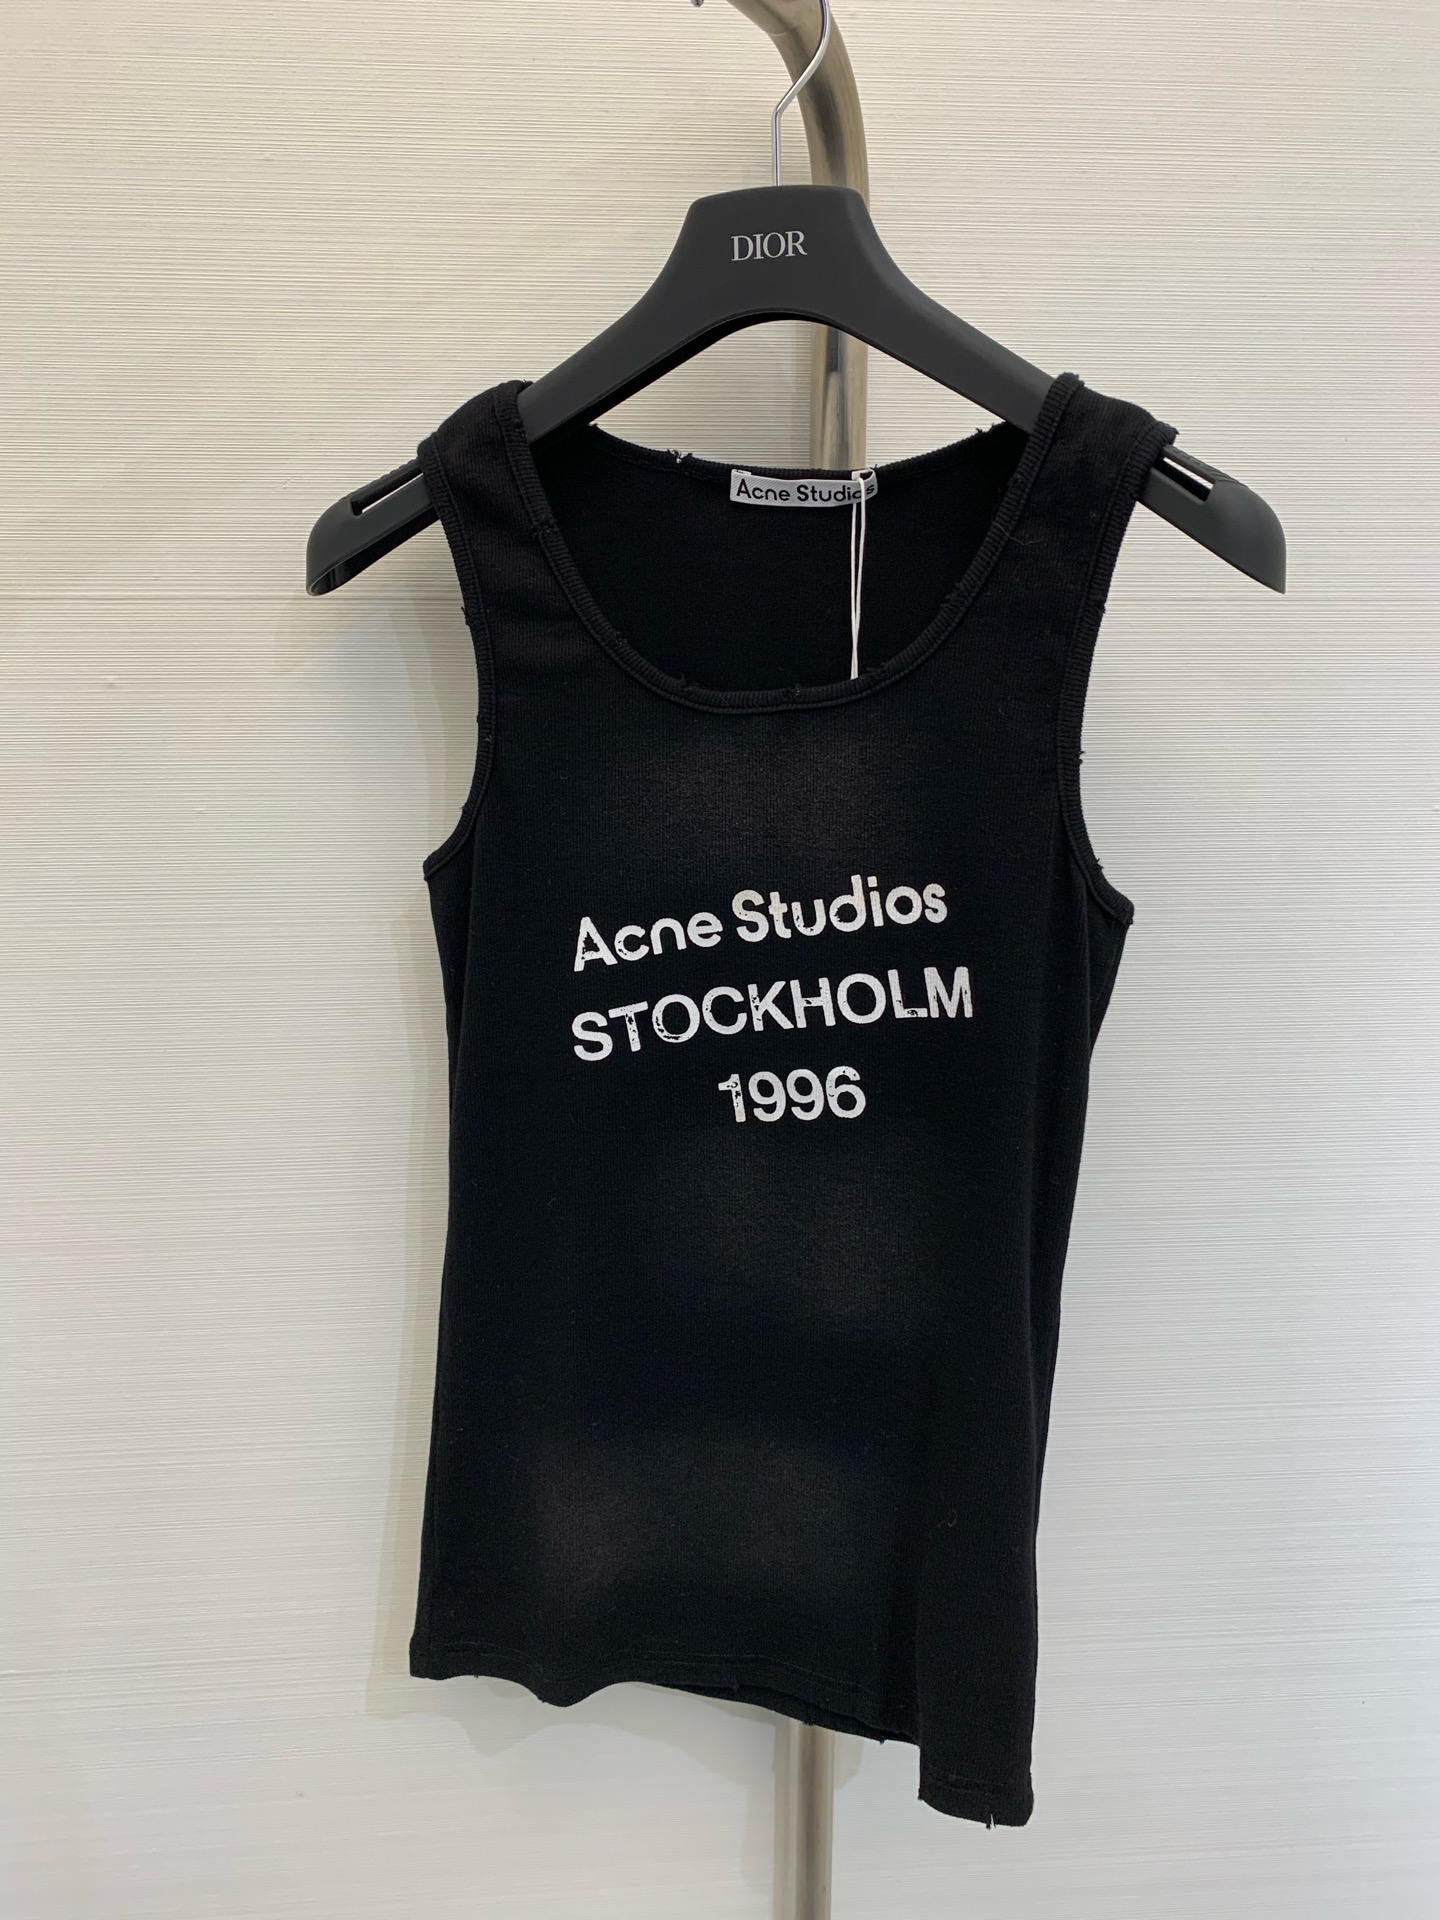 DIOR
Acne Studios
Acne Studios
STOCKHOLM
1996